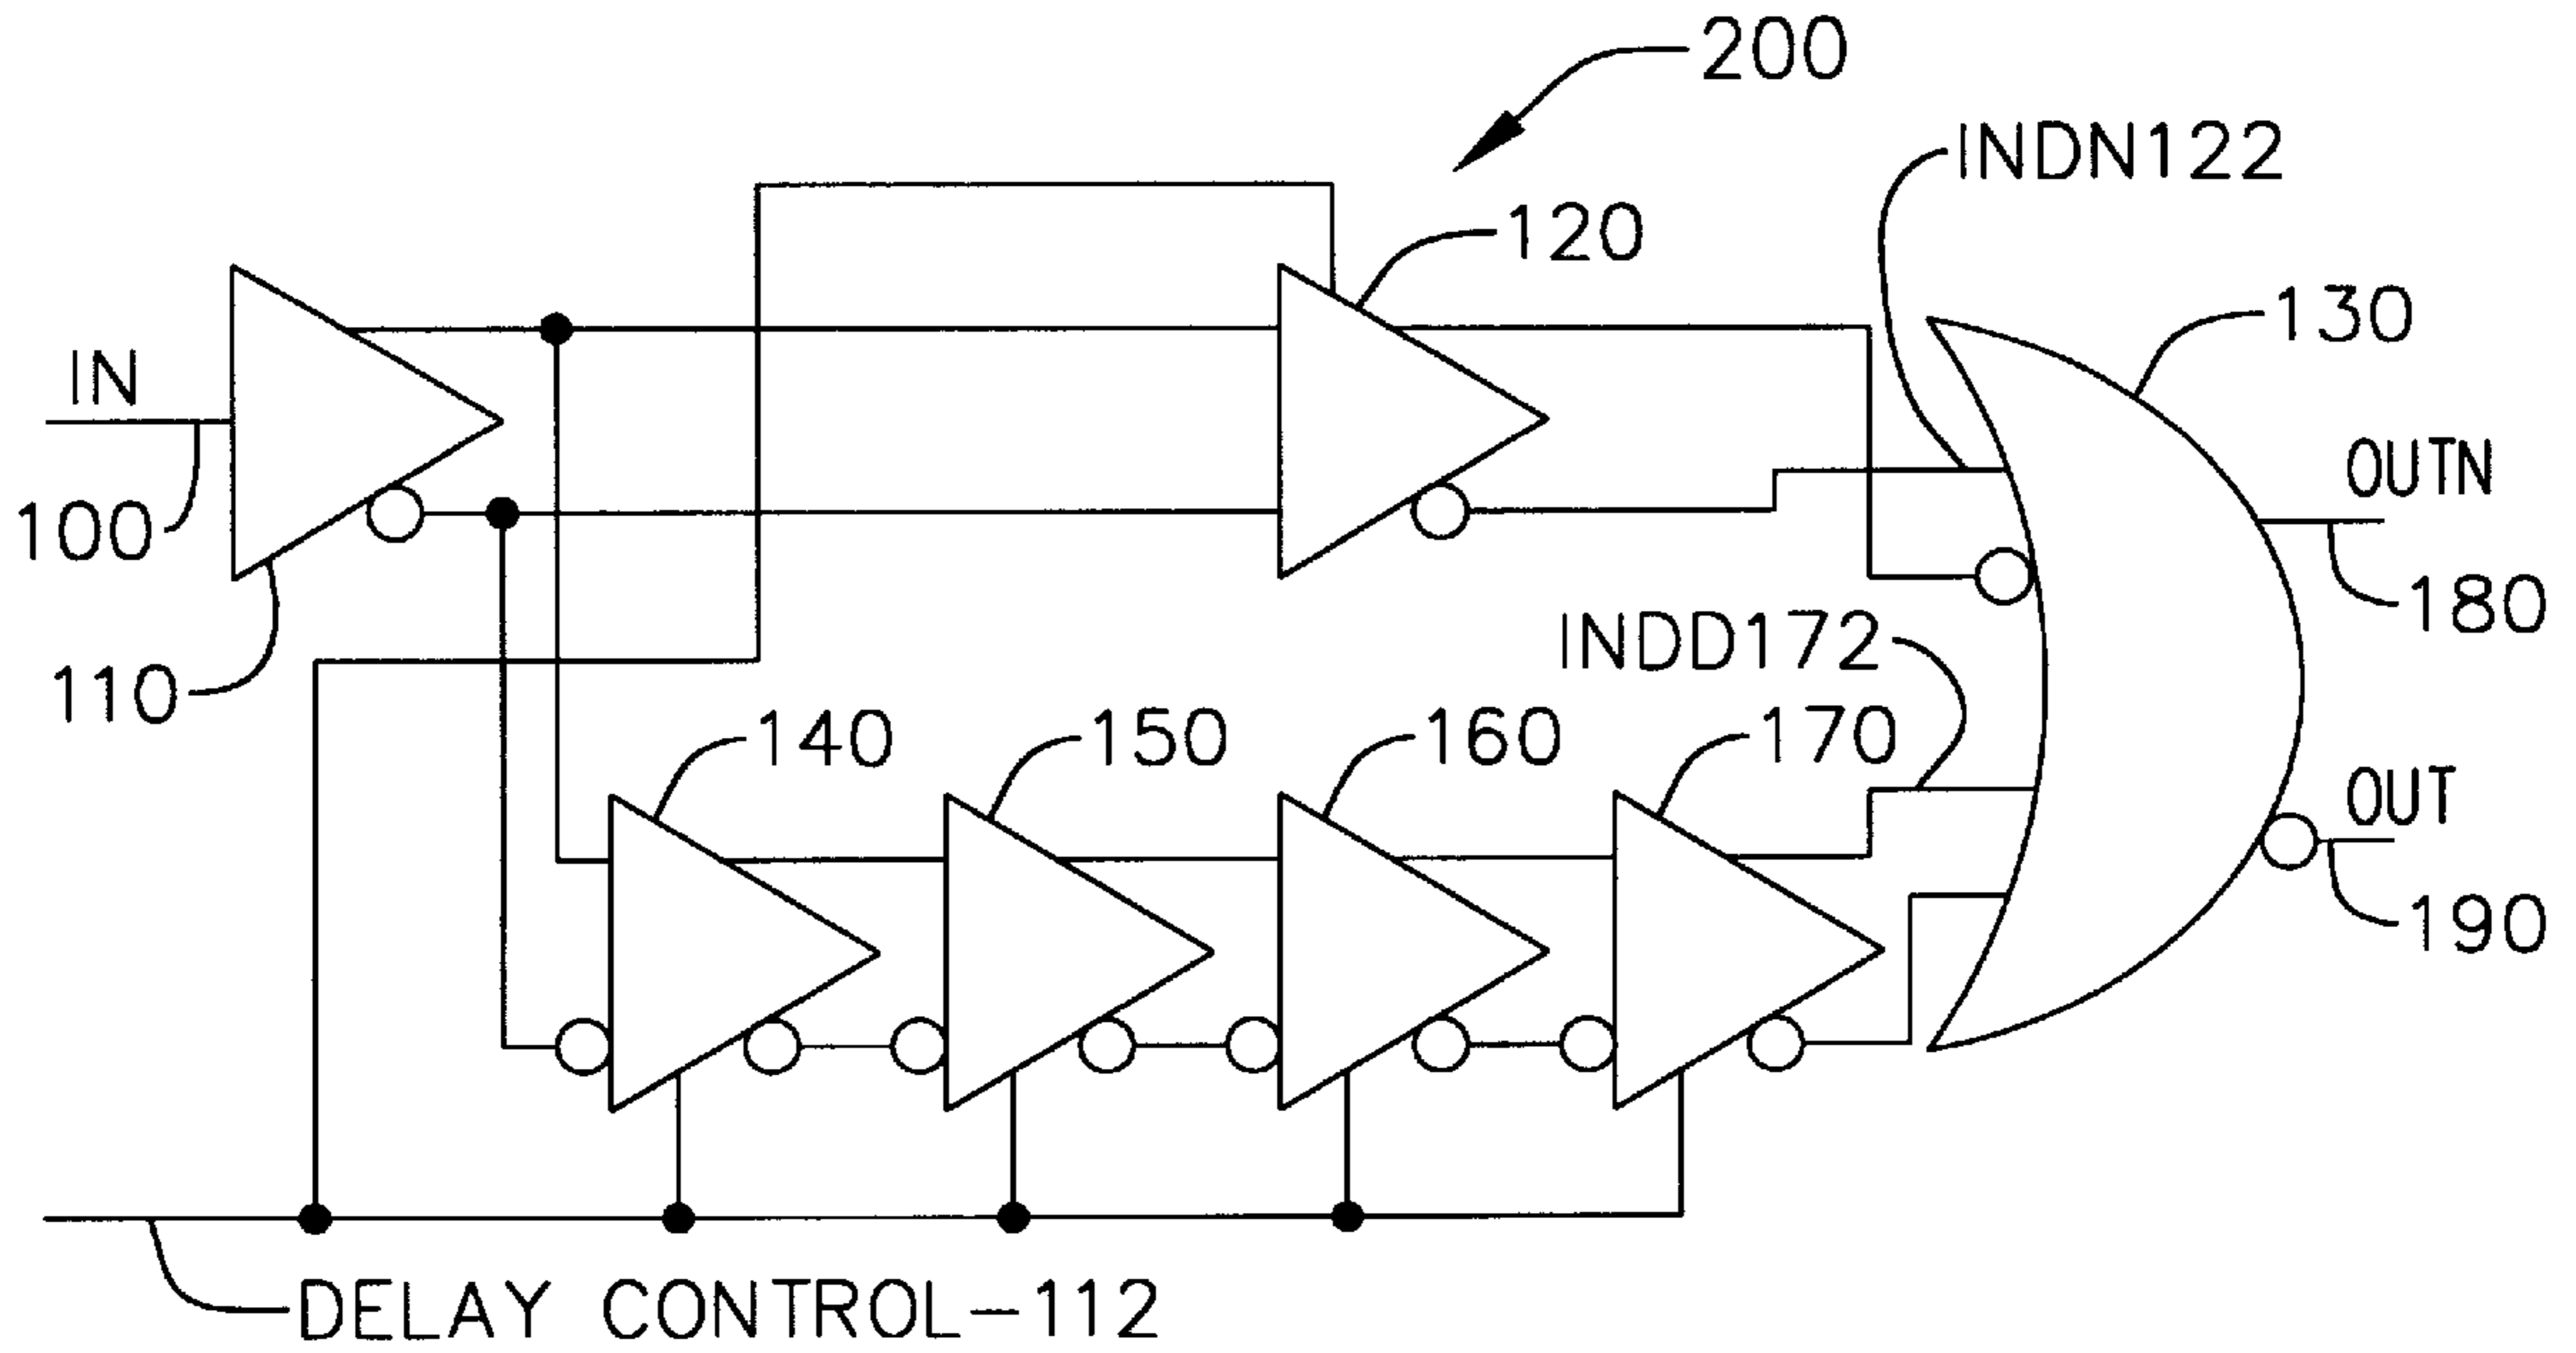 200
INDN122
120
130
IN
OUTN
100
180
INDD172
110
140
150
160
170
OUT
190
DELAY CONTROL-112